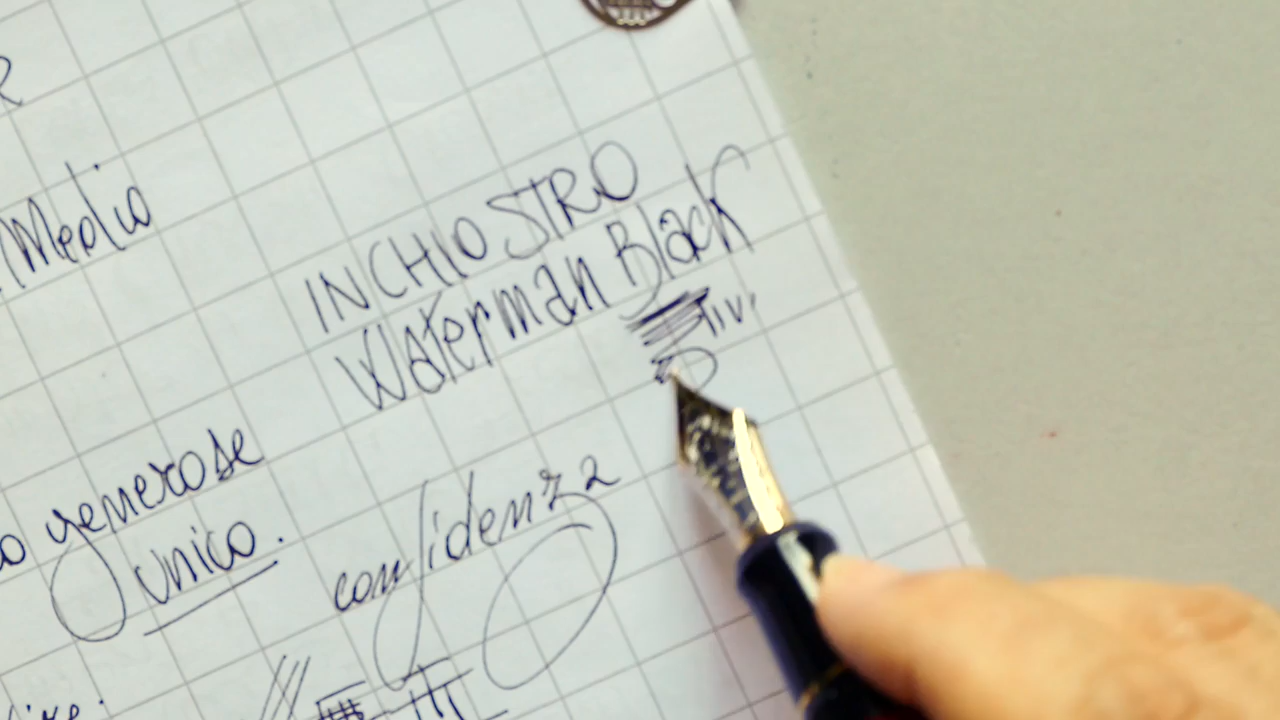 Medio
INCHIOSTRO
Waterman Black
generose
unico.
confidenza